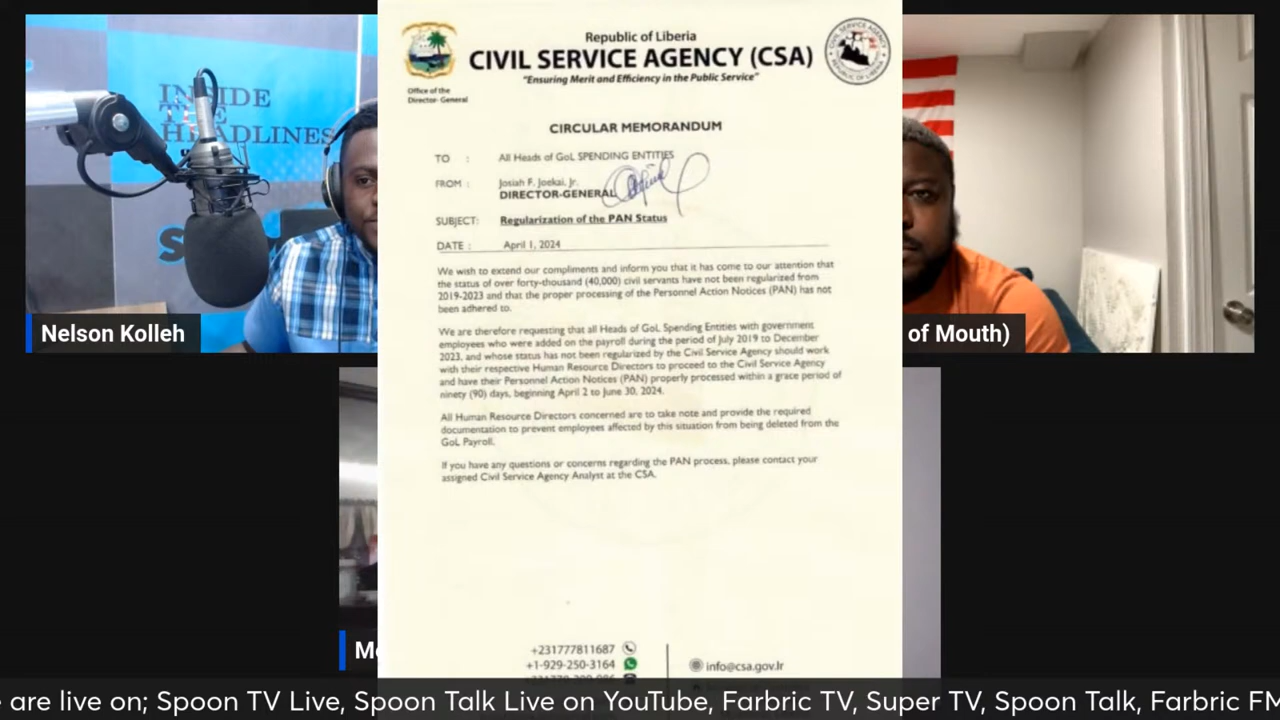 INSIDE
THE
HEADLINES
Republic of Liberia
CIVIL SERVICE AGENCY (CSA)
"Ensuring Merit and Efficiency in the Public Service"
Office of the
Director- General
CIVIL SERVICE AGENCY
REPUBLIC OF LIBERIA
CIRCULAR MEMORANDUM
TO : All Heads of GoL SPENDING ENTITIES
FROM : Josiah F. Joekai, Jr.
DIRECTOR-GENERAL
SUBJECT: Regularization of the PAN Status
DATE : April 1, 2024
We wish to extend our compliments and inform you that it has come to our attention that
the status of over forty-thousand (40,000) civil servants have not been regularized from
2019-2023 and that the proper processing of the Personnel Action Notices (PAN) has not
been adhered to.
We are therefore requesting that all Heads of GoL Spending Entities with government
employees who were added on the payroll during the period of July 2019 to December
2023, and whose status has not been regularized by the Civil Service Agency should work
with their respective Human Resource Directors to proceed to the Civil Service Agency
and have their Personnel Action Notices (PAN) properly processed within a grace period of
ninety (90) days, beginning April 2 to June 30, 2024.
All Human Resource Directors concerned are to take note and provide the required
documentation to prevent employees affected by this situation from being deleted from the
GoL Payroll.
If you have any questions or concerns regarding the PAN process, please contact your
assigned Civil Service Agency Analyst at the CSA.
Nelson Kolleh
of Mouth)
+231777811687
+1-929-250-3164
info@csa.gov.lr
are live on; Spoon TV Live, Spoon Talk Live on YouTube, Farbric TV, Super TV, Spoon Talk, Farbric FM